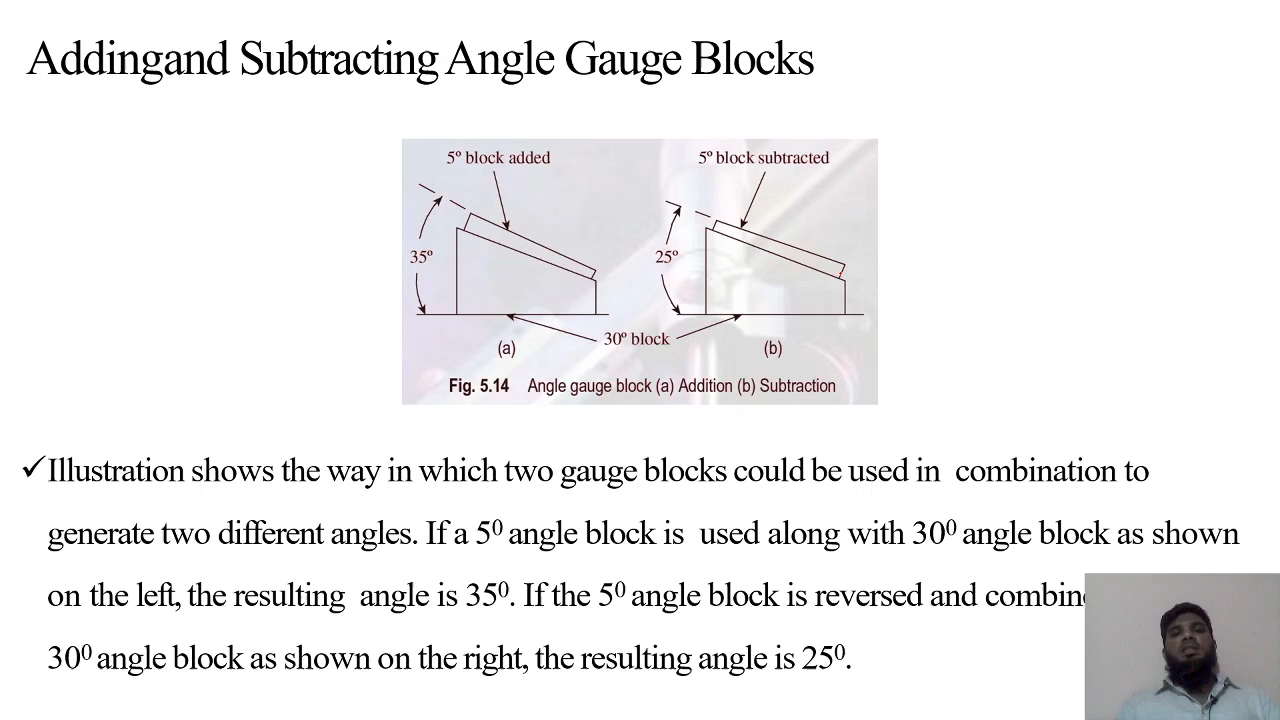 Addingand Subtracting Angle Gauge Blocks
5º block added
5º block subtracted
35º
25º
30º block
(a)
(b)
Fig. 5.14 Angle gauge block (a) Addition (b) Subtraction
✓Illustration shows the way in which two gauge blocks could be used in combination to
generate two different angles. If a 5⁰ angle block is used along with 30⁰ angle block as shown
on the left, the resulting angle is 35⁰. If the 5⁰ angle block is reversed and
30⁰ angle block as shown on the right, the resulting angle is 25⁰.